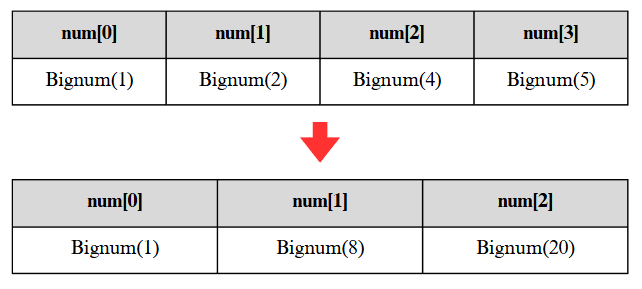 num[0] num[1] num[2] num[3]
Bignum(1) Bignum(2) Bignum(4) Bignum(5)
num[0] num[1] num[2]
Bignum(1) Bignum(8) Bignum(20)